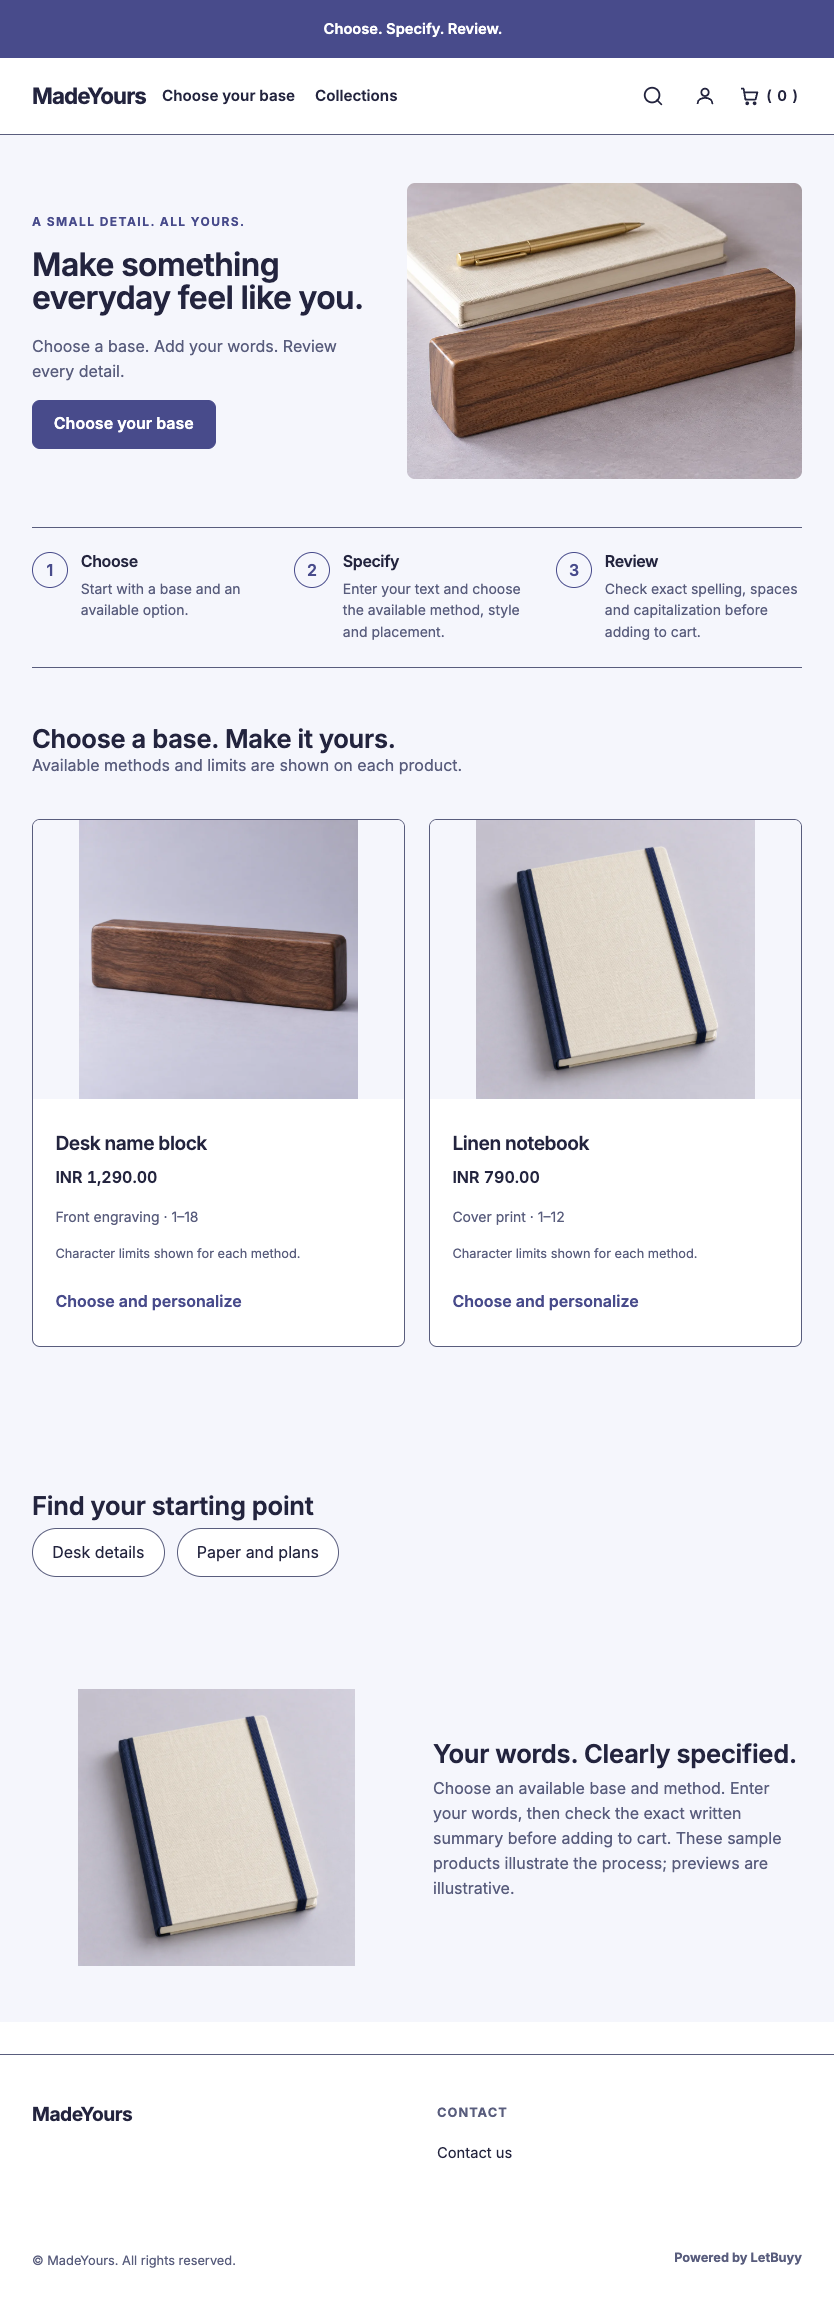 Choose. Specify. Review.
MadeYours
Choose your base
Collections
( 0 )
A SMALL DETAIL. ALL YOURS.
Make something
everyday feel like you.
Choose a base. Add your words. Review
every detail.
Choose your base
1
Choose
Start with a base and an
available option.
2
Specify
Enter your text and choose
the available method, style
and placement.
3
Review
Check exact spelling, spaces
and capitalization before
adding to cart.
Choose a base. Make it yours.
Available methods and limits are shown on each product.
Desk name block
INR 1,290.00
Front engraving · 1–18
Character limits shown for each method.
Choose and personalize
Linen notebook
INR 790.00
Cover print · 1–12
Character limits shown for each method.
Choose and personalize
Find your starting point
Desk details
Paper and plans
Your words. Clearly specified.
Choose an available base and method. Enter
your words, then check the exact written
summary before adding to cart. These sample
products illustrate the process; previews are
illustrative.
MadeYours
CONTACT
Contact us
© MadeYours. All rights reserved.
Powered by LetBuyy